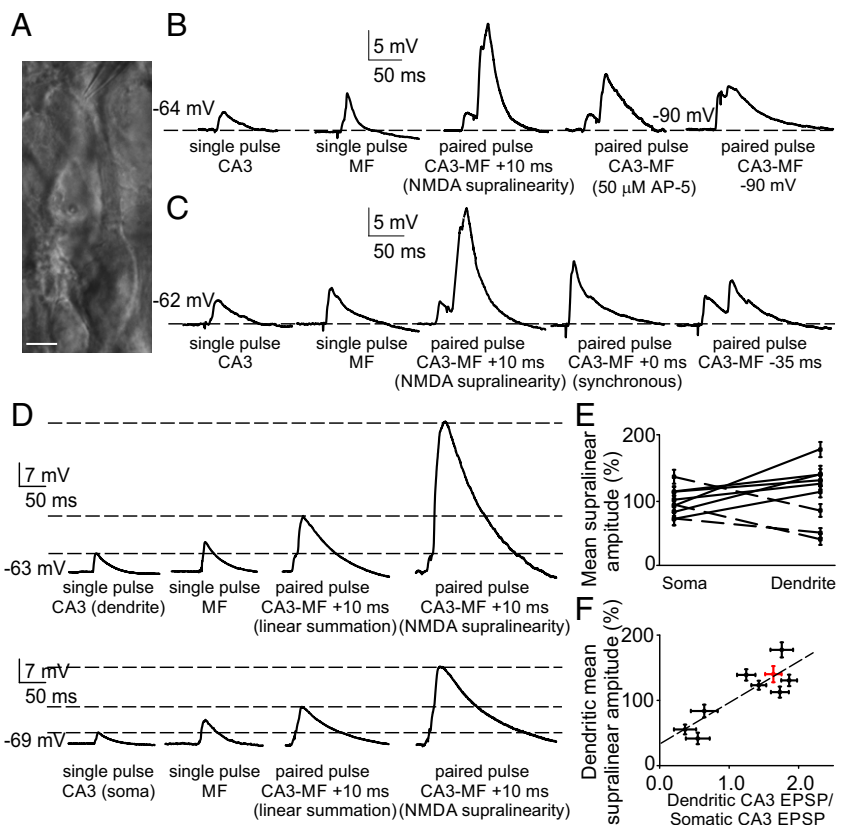 A
B
5 mV
50 ms
-64 mV
-90 mV
single pulse
CA3
single pulse
MF
paired pulse
CA3-MF +10 ms
(NMDA supralinearity)
paired pulse
CA3-MF
(50 µM AP-5)
paired pulse
CA3-MF
-90 mV
C
5 mV
50 ms
-62 mV
single pulse
CA3
single pulse
MF
paired pulse
CA3-MF +10 ms
(NMDA supralinearity)
paired pulse
CA3-MF +0 ms
(synchronous)
paired pulse
CA3-MF -35 ms
D
7 mV
50 ms
-63 mV
single pulse
CA3 (dendrite)
single pulse
MF
paired pulse
CA3-MF +10 ms
(linear summation)
paired pulse
CA3-MF +10 ms
(NMDA supralinearity)
7 mV
50 ms
-69 mV
single pulse
CA3 (soma)
single pulse
MF
paired pulse
CA3-MF +10 ms
(linear summation)
paired pulse
CA3-MF +10 ms
(NMDA supralinearity)
E
Mean supralinear
ampitude (%)
200
100
0
Soma
Dendrite
F
Dendritic mean
supralinear amplitude (%)
200
100
0
0.0
1.0
2.0
Dendritic CA3 EPSP/
Somatic CA3 EPSP